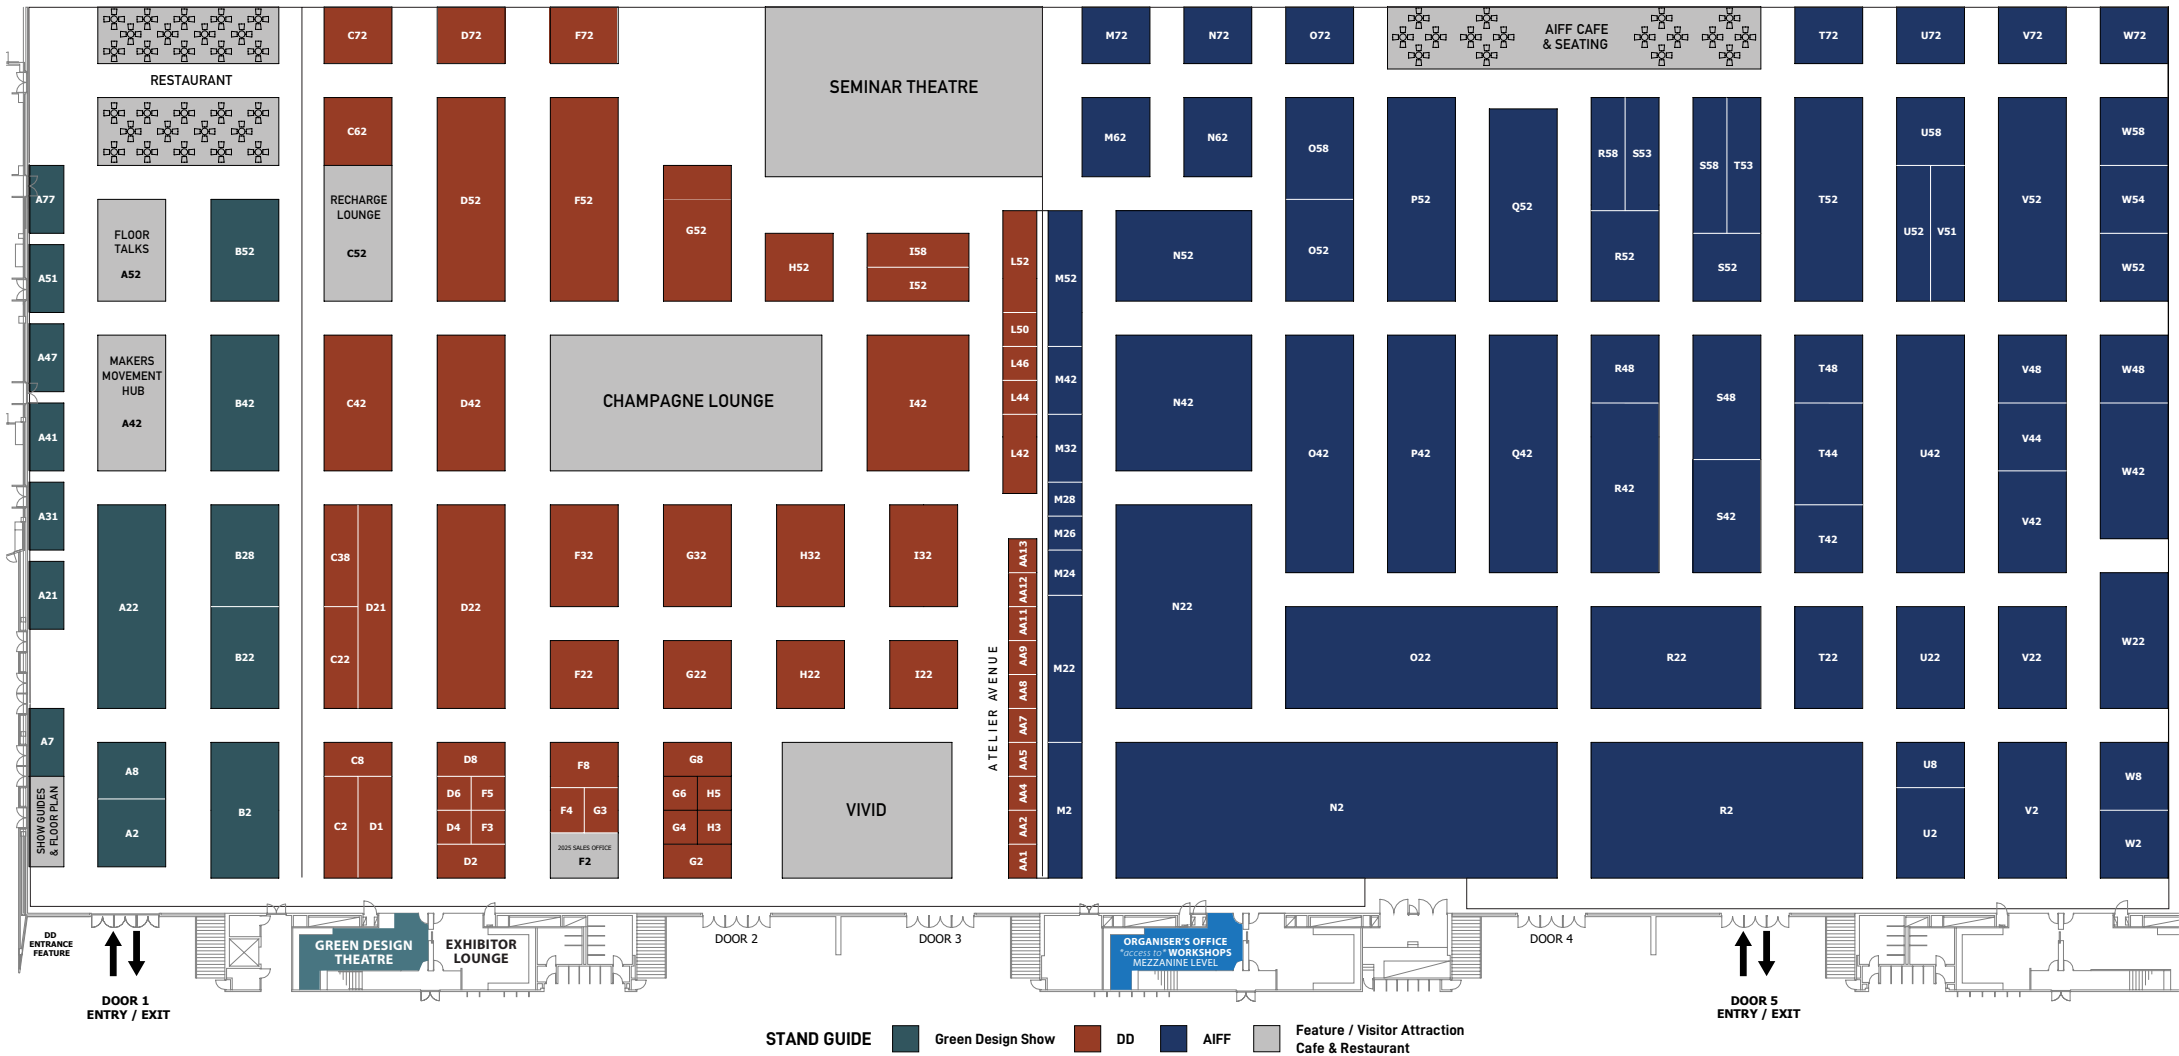 C72
D72
F72
M72
N72
O72
AIFF CAFE
& SEATING
T72
U72
V72
W72
RESTAURANT
SEMINAR THEATRE
C62
M62
N62
O58
R58
S53
S58
T53
U58
W58
A77
RECHARGE
LOUNGE
C52
D52
F52
G52
P52
Q52
T52
V52
W54
FLOOR
TALKS
A52
B52
A51
H52
I58
I52
L52
M52
N52
O52
R52
S52
U52
V51
W52
L50
A47
MAKERS
MOVEMENT
HUB
A42
B42
C42
D42
CHAMPAGNE LOUNGE
I42
L46
L44
L42
M42
M32
N42
O42
P42
Q42
R48
R42
S48
S42
T48
T44
T42
U42
V48
V44
V42
W48
W42
A41
A31
A21
M28
M26
M24
A22
B28
B22
C38
C22
D21
D22
F32
G32
H32
I32
AA13
AA12
AA11
AA9
AA8
AA7
AA5
AA4
AA2
AA1
ATELIER AVENUE
M22
N22
O22
R22
T22
U22
V22
W22
F22
G22
H22
I22
A7
SHOW GUIDES
& FLOOR PLAN
A8
A2
B2
C8
C2
D1
D8
D6
F5
D4
F3
D2
F8
F4
G3
2025 SALES OFFICE
F2
G8
G6
H5
G4
H3
G2
VIVID
M2
N2
R2
U8
U2
V2
W8
W2
DD
ENTRANCE
FEATURE
DOOR 1
ENTRY / EXIT
GREEN DESIGN
THEATRE
EXHIBITOR
LOUNGE
DOOR 2
DOOR 3
ORGANISER'S OFFICE
*access to* WORKSHOPS
MEZZANINE LEVEL
DOOR 4
DOOR 5
ENTRY / EXIT
STAND GUIDE
Green Design Show
DD
AIFF
Feature / Visitor Attraction
Cafe & Restaurant